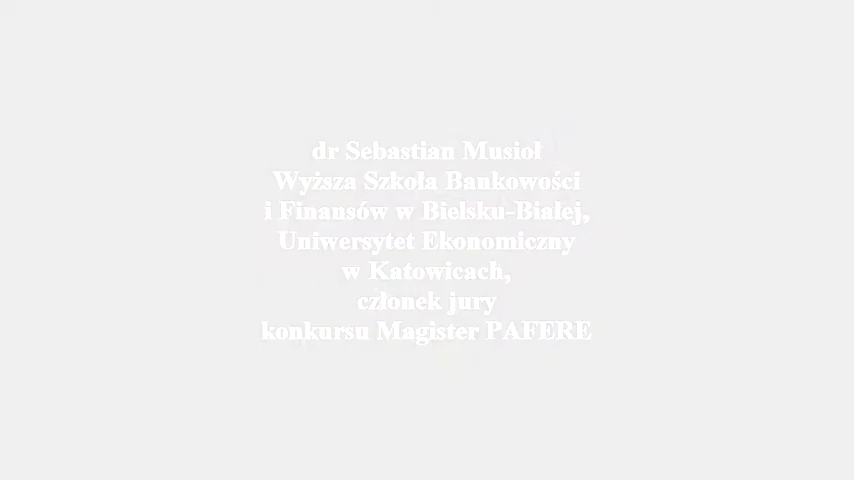 dr Sebastian Musioł
Wyższa Szkoła Bankowości
i Finansów w Bielsku-Białej,
Uniwersytet Ekonomiczny
w Katowicach,
członek jury
konkursu Magister PAFERE